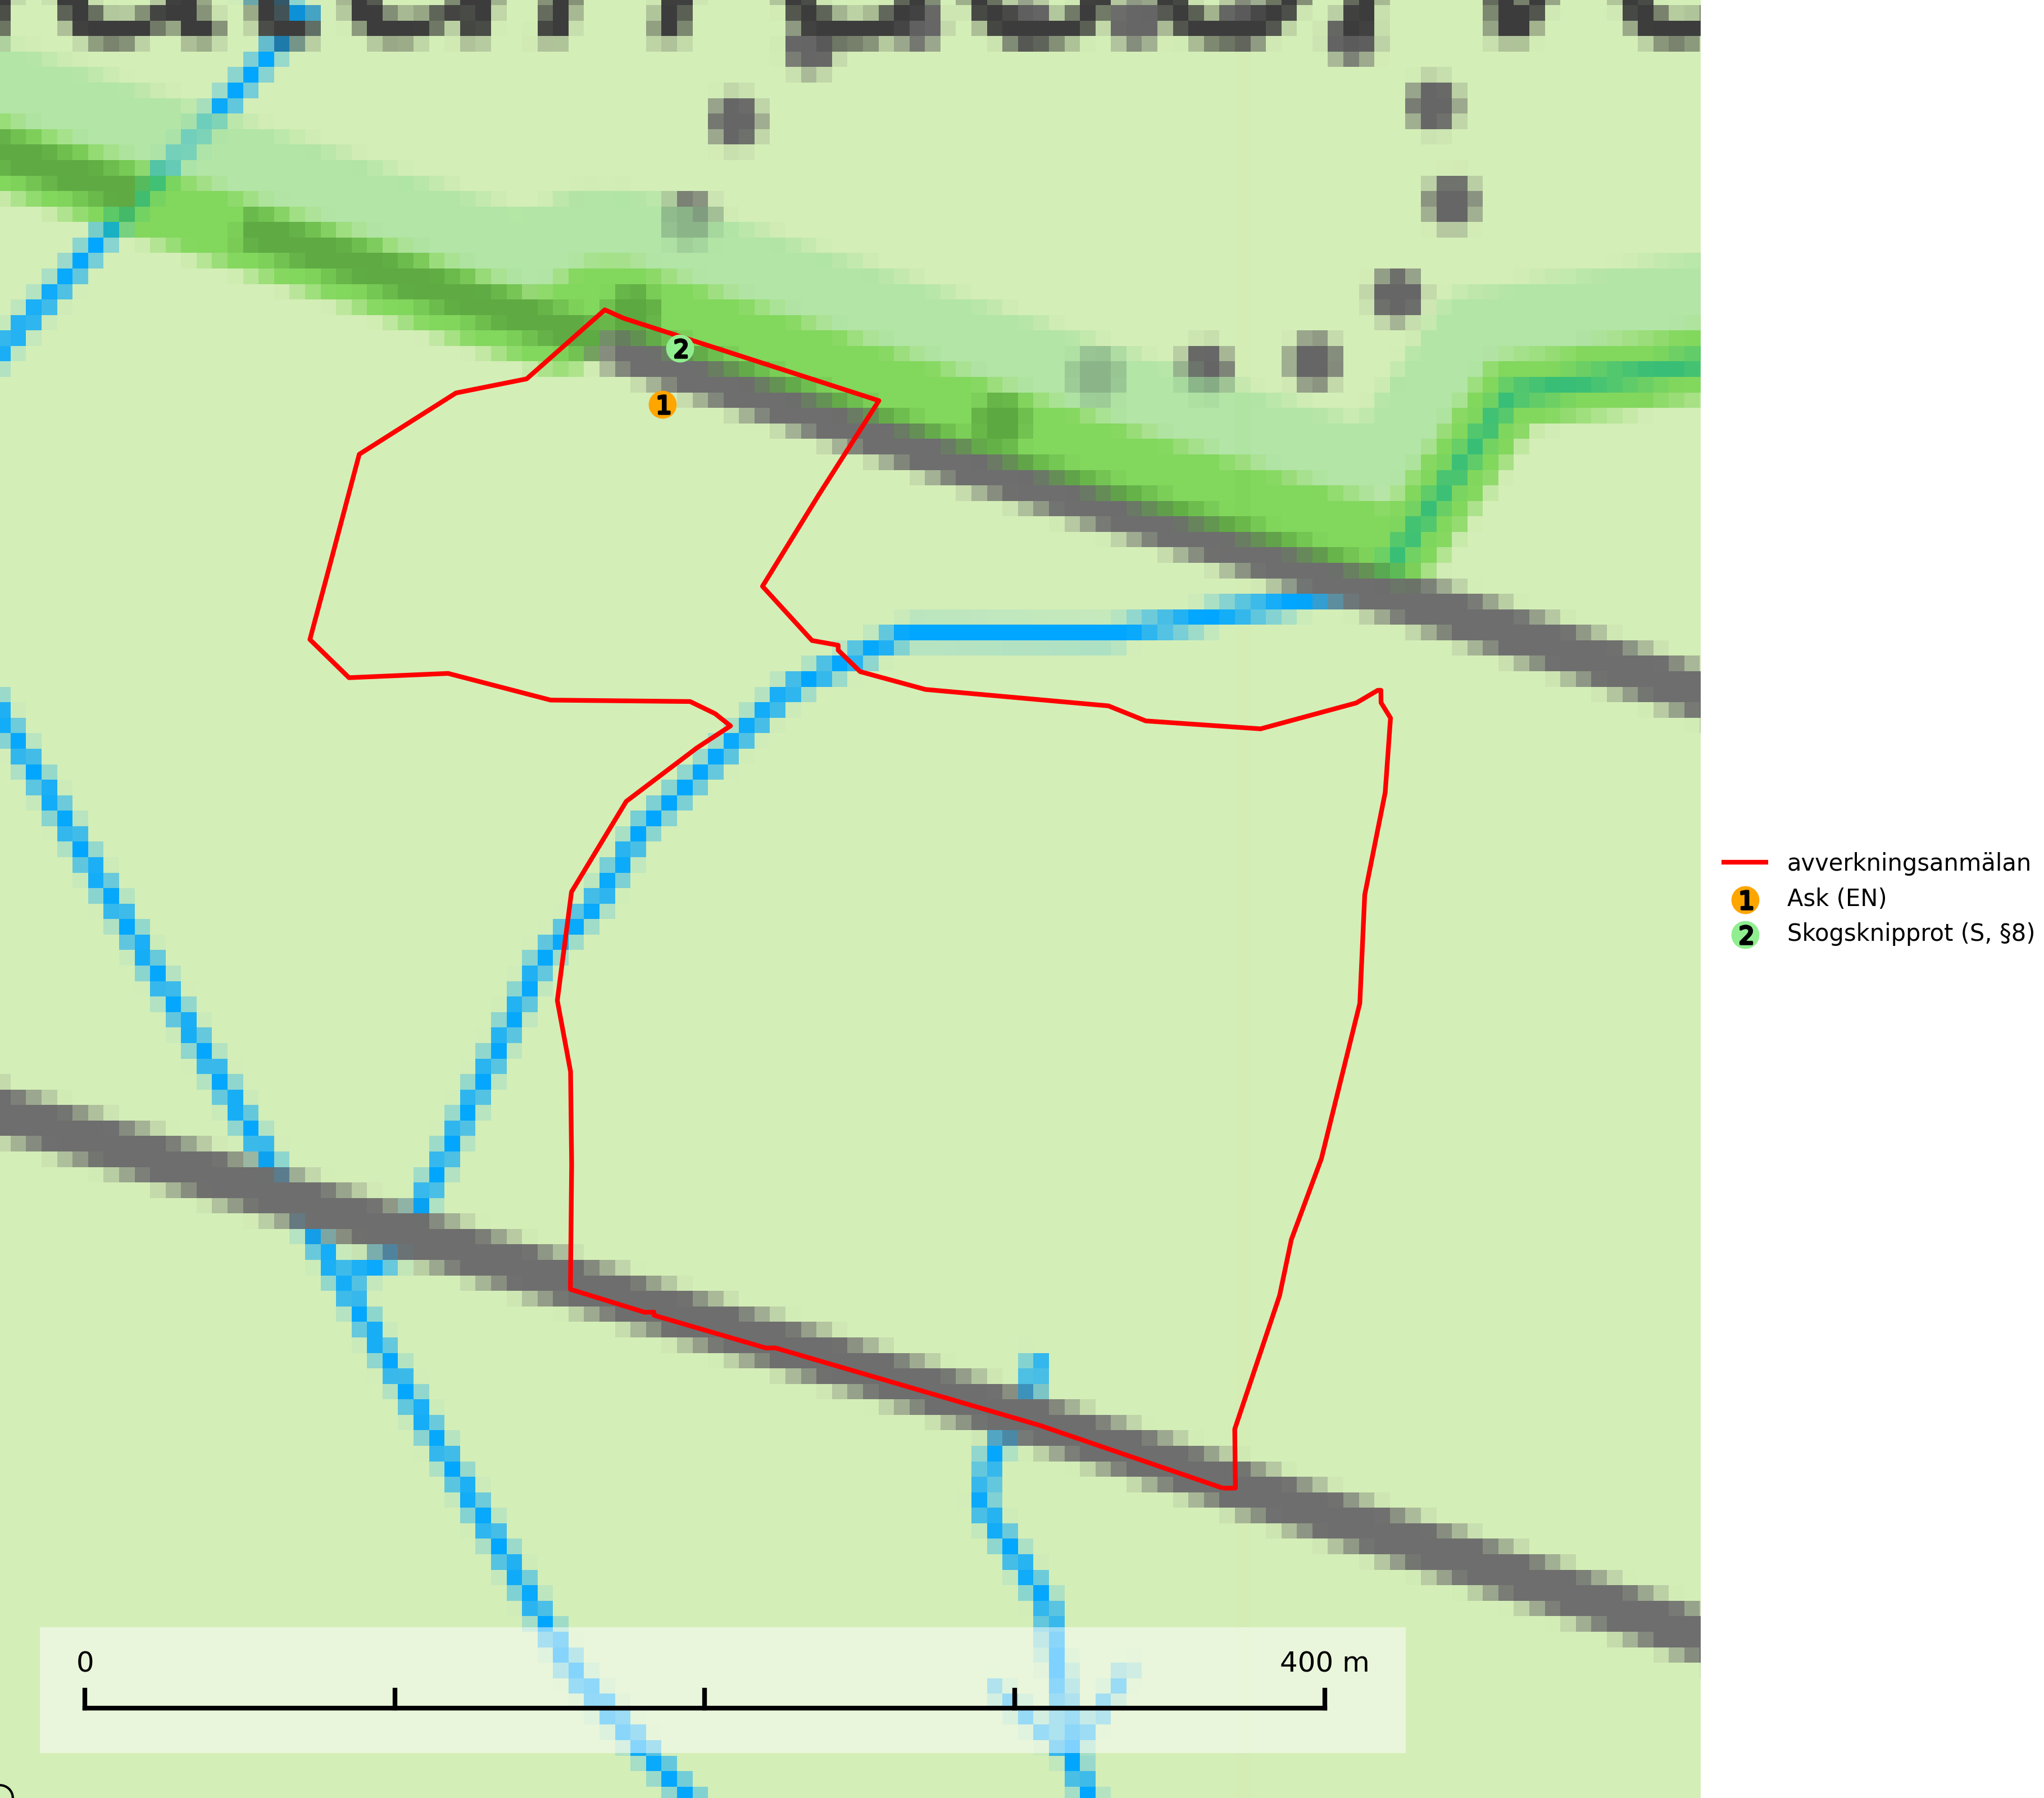 avverkningsanmälan
1 Ask (EN)
2 Skogsknipprot (S, §8)
2
1
0 400 m